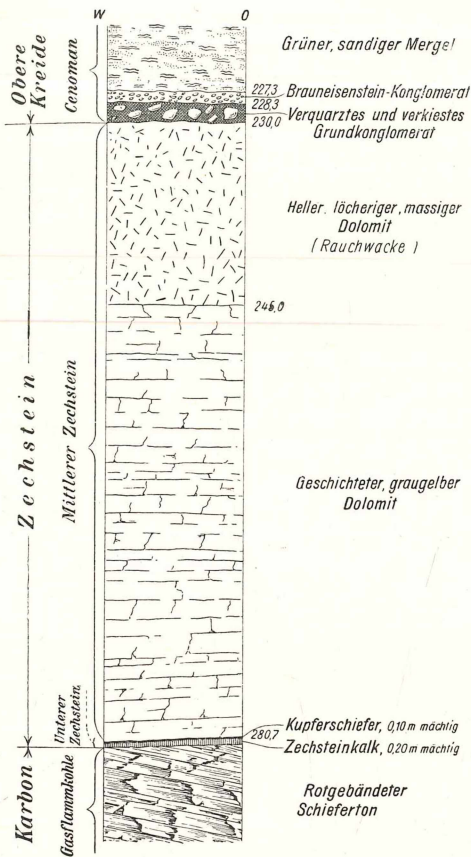 W
O
Obere
Kreide
Cenoman
Grüner, sandiger Mergel
227,3
Brauneisenstein-Konglomerat
228,3
Verquarztes und verkiestes
Grundkonglomerat
230,0
Zechstein
Mittlerer Zechstein
Heller, löcheriger, massiger
Dolomit
(Rauchwacke)
245,0
Geschichteter, graugelber
Dolomit
Unterer
Zechstein
280,7
Kupferschiefer, 0,10 m mächtig
Zechsteinkalk, 0,20 m mächtig
Karbon
Gasflammkohle
Rotgebändeter
Schieferton